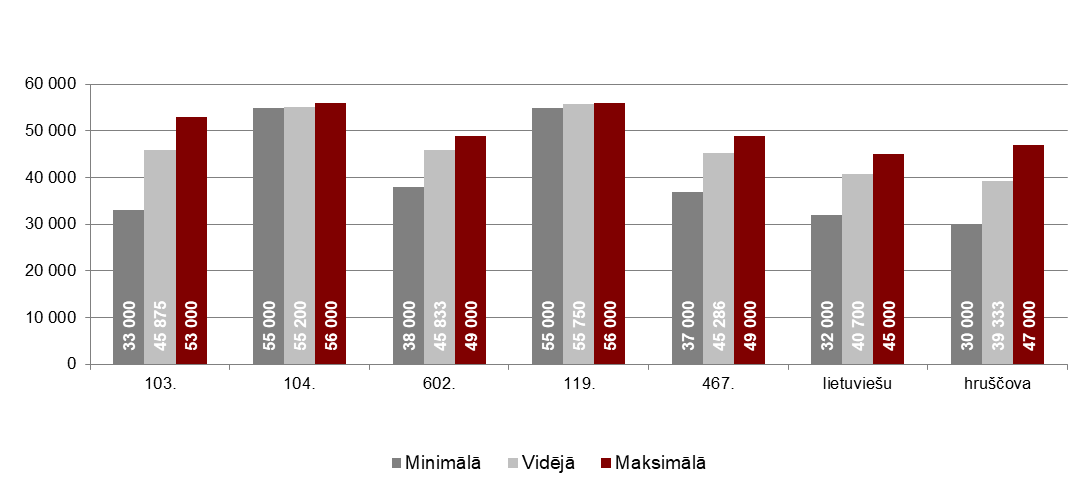 60 000
50 000
40 000
30 000
20 000
10 000
0
33 000 45 875 53 000 55 000 55 200 56 000 38 000 45 833 49 000 55 000 55 750 56 000 37 000 45 286 49 000 32 000 40 700 45 000 30 000 39 333 47 000
103. 104. 602. 119. 467. lietuviešu hruščova
Minimālā Vidējā Maksimālā